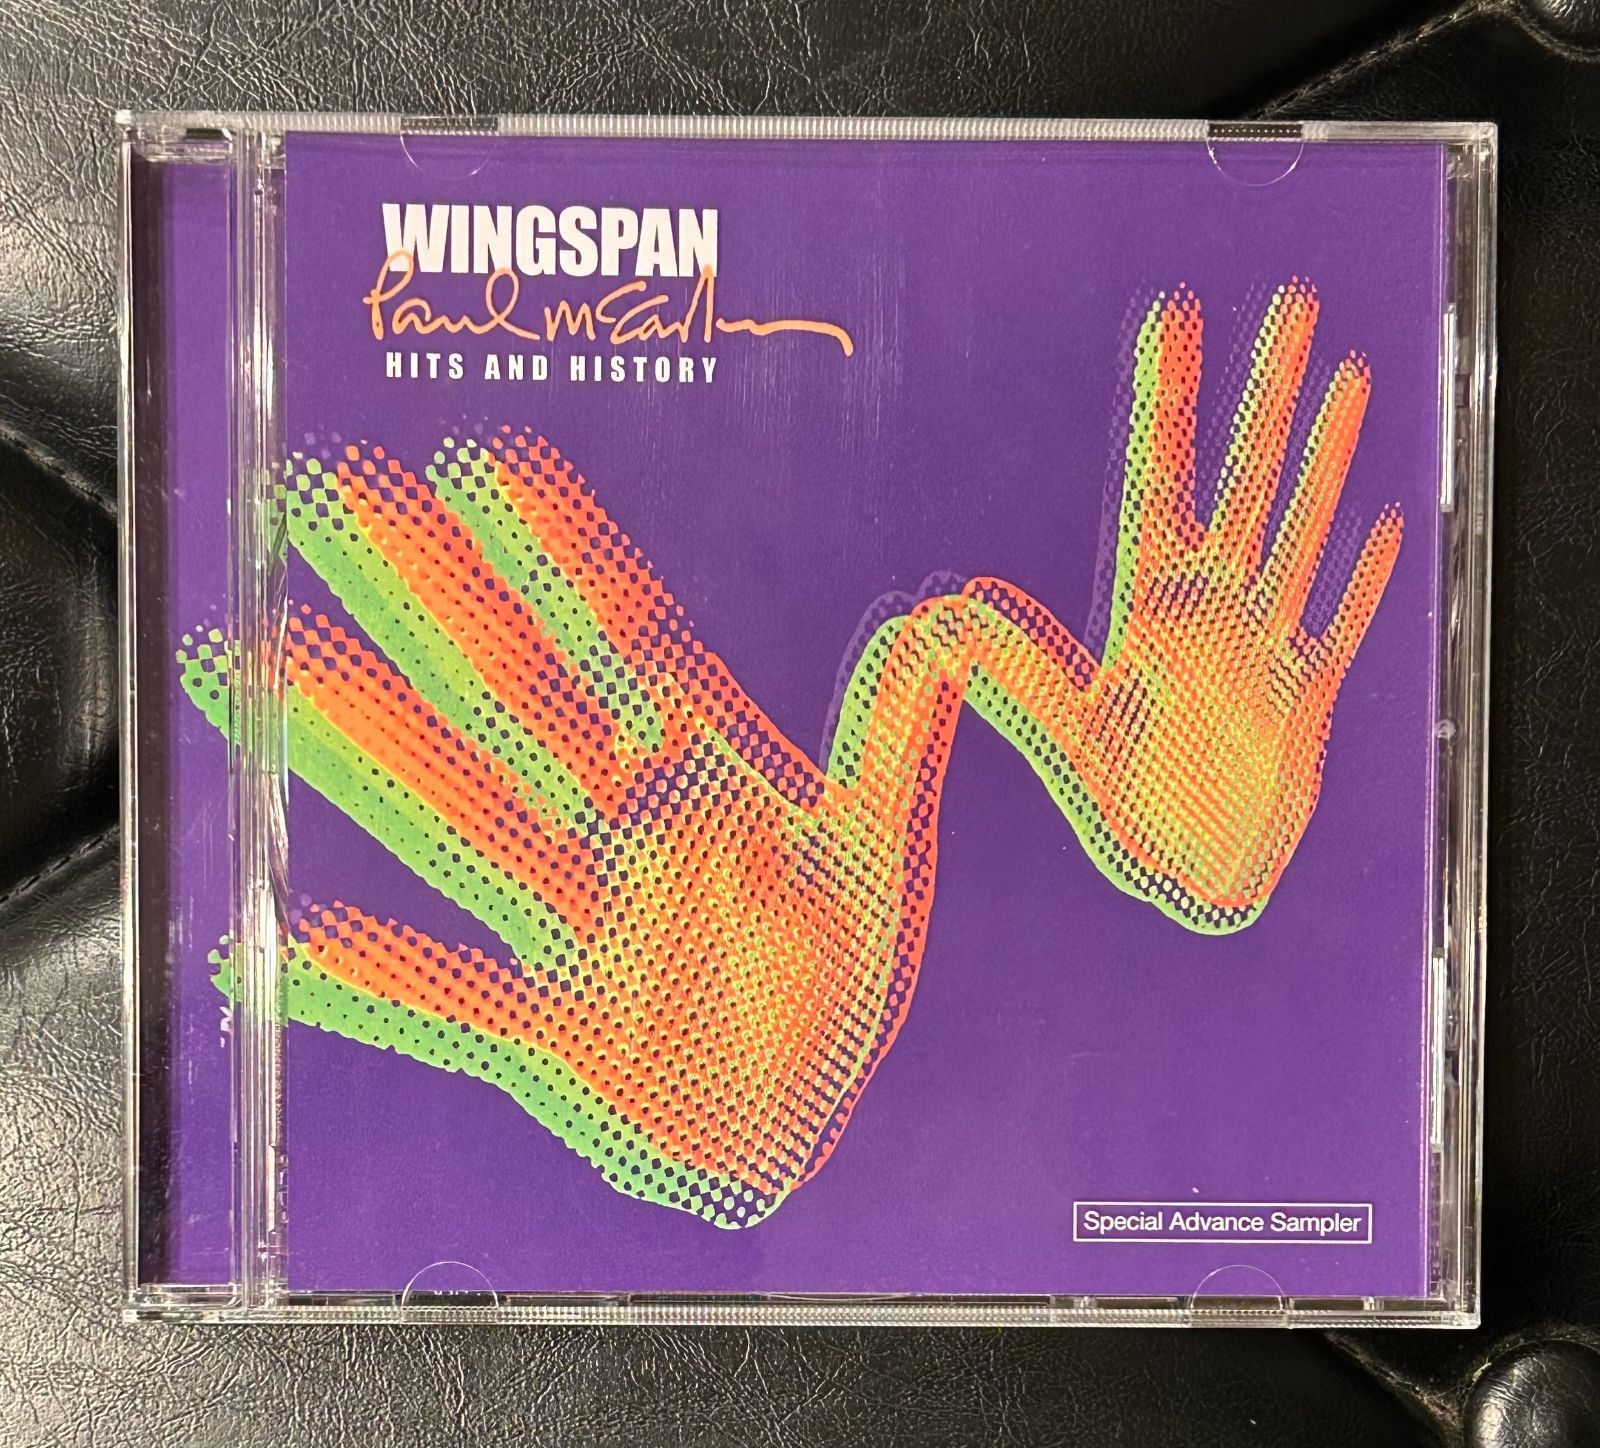 WINGSPAN
Paul McCartney
HITS AND HISTORY
Special Advance Sampler